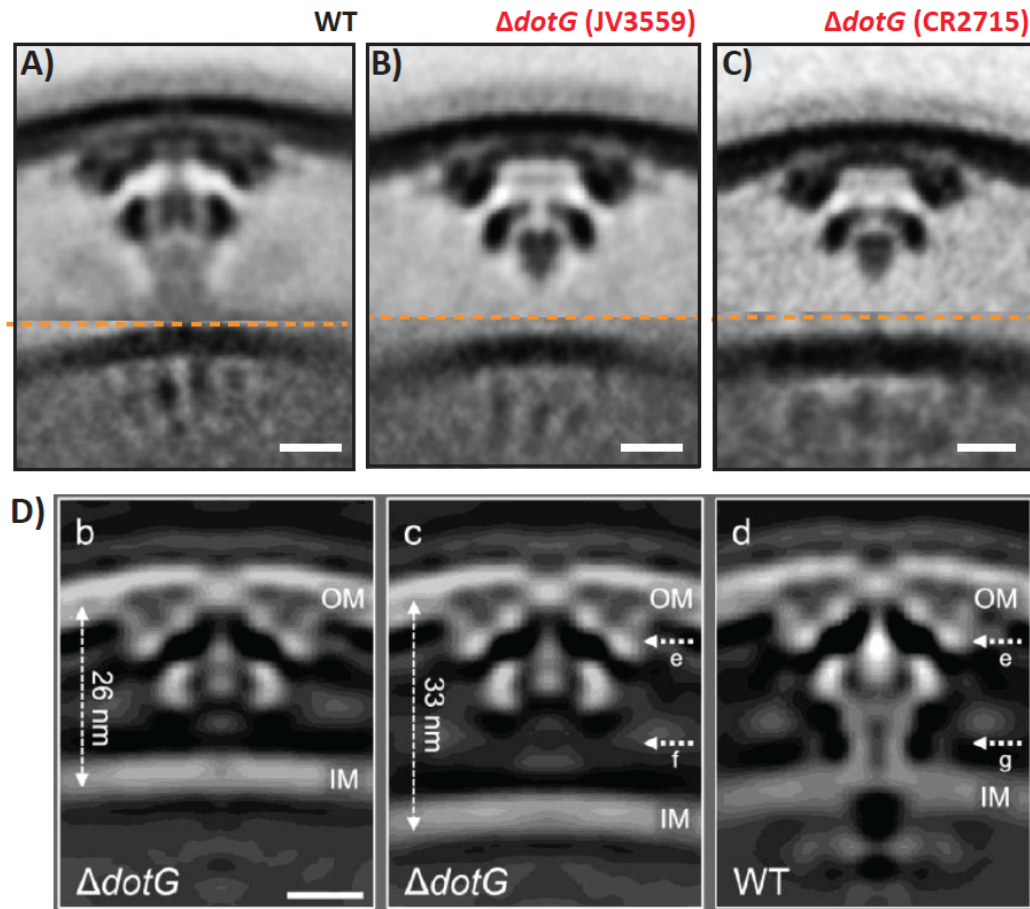 WT
ΔdotG (JV3559)
ΔdotG (CR2715)
A)
B)
C)
D)
b
OM
26 nm
IM
ΔdotG
c
OM
e
33 nm
f
IM
ΔdotG
d
OM
e
g
IM
WT